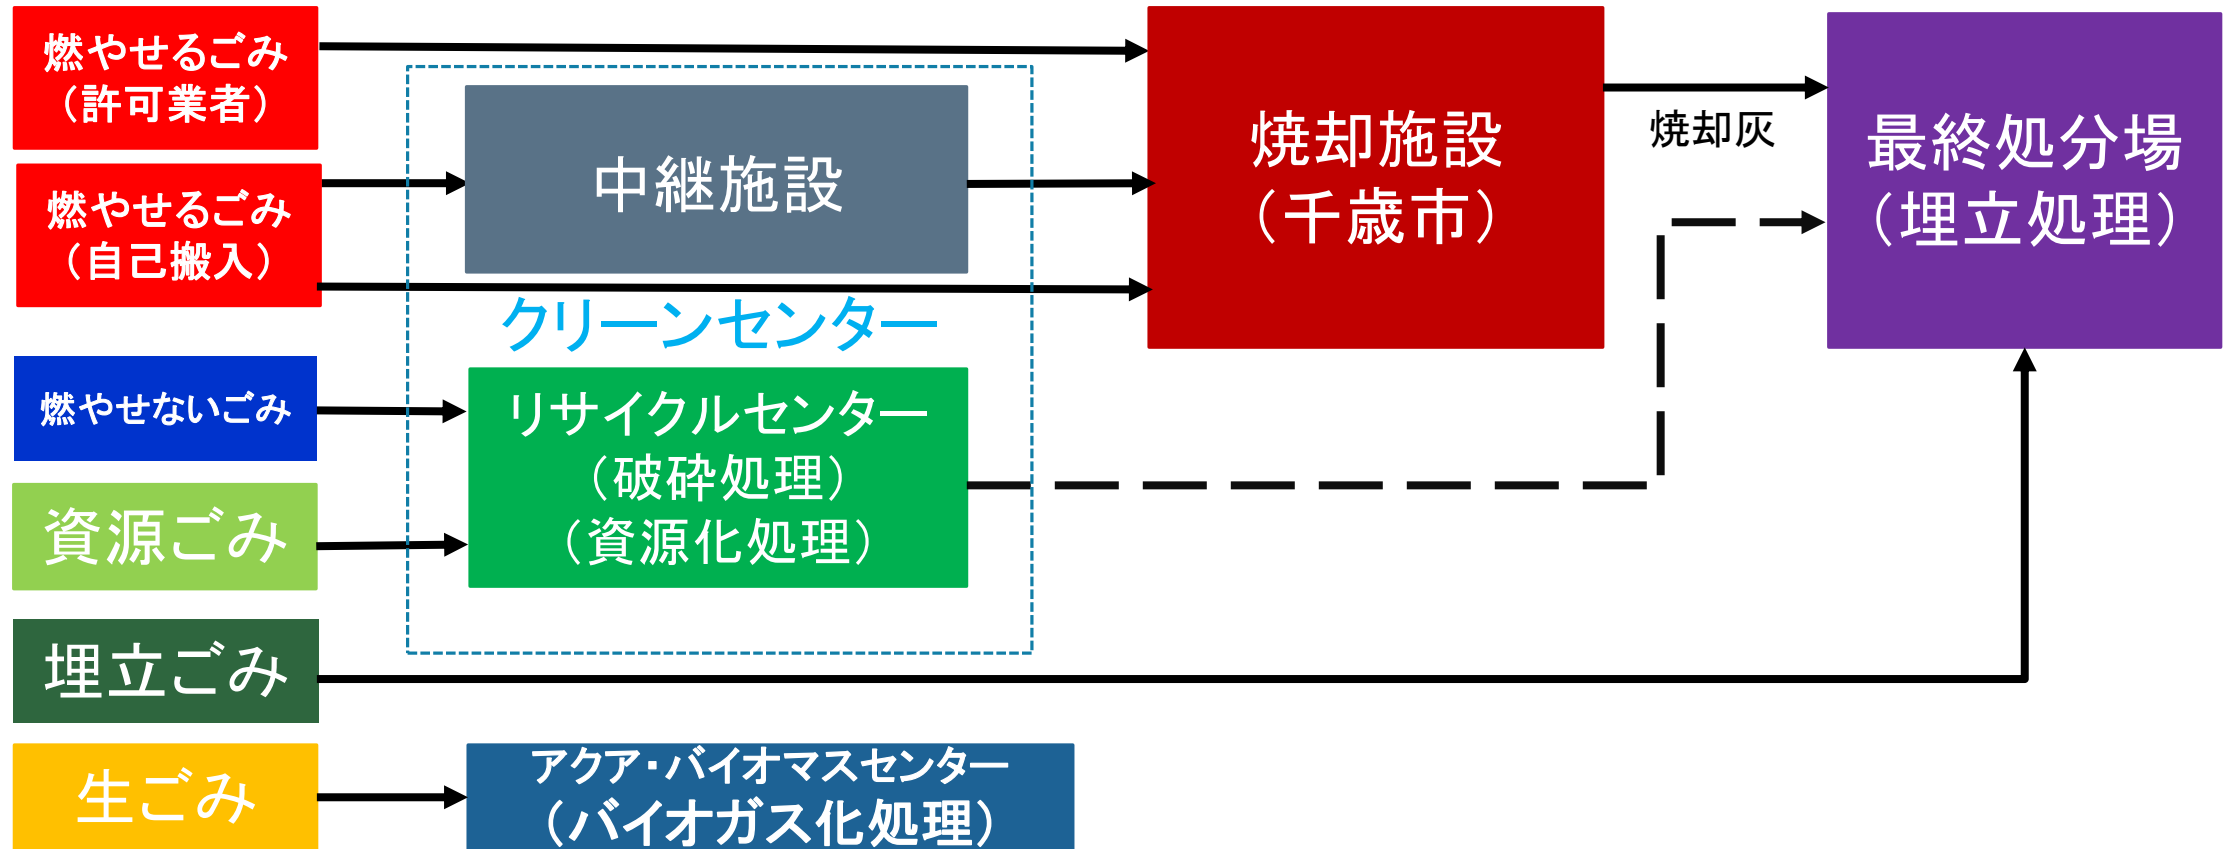 燃やせるごみ
（許可業者）
燃やせるごみ
（自己搬入）
燃やせないごみ
資源ごみ
埋立ごみ
生ごみ
中継施設
クリーンセンター
リサイクルセンター
（破砕処理）
（資源化処理）
アクア・バイオマスセンター
（バイオガス化処理）
焼却施設
（千歳市）
焼却灰
最終処分場
（埋立処理）